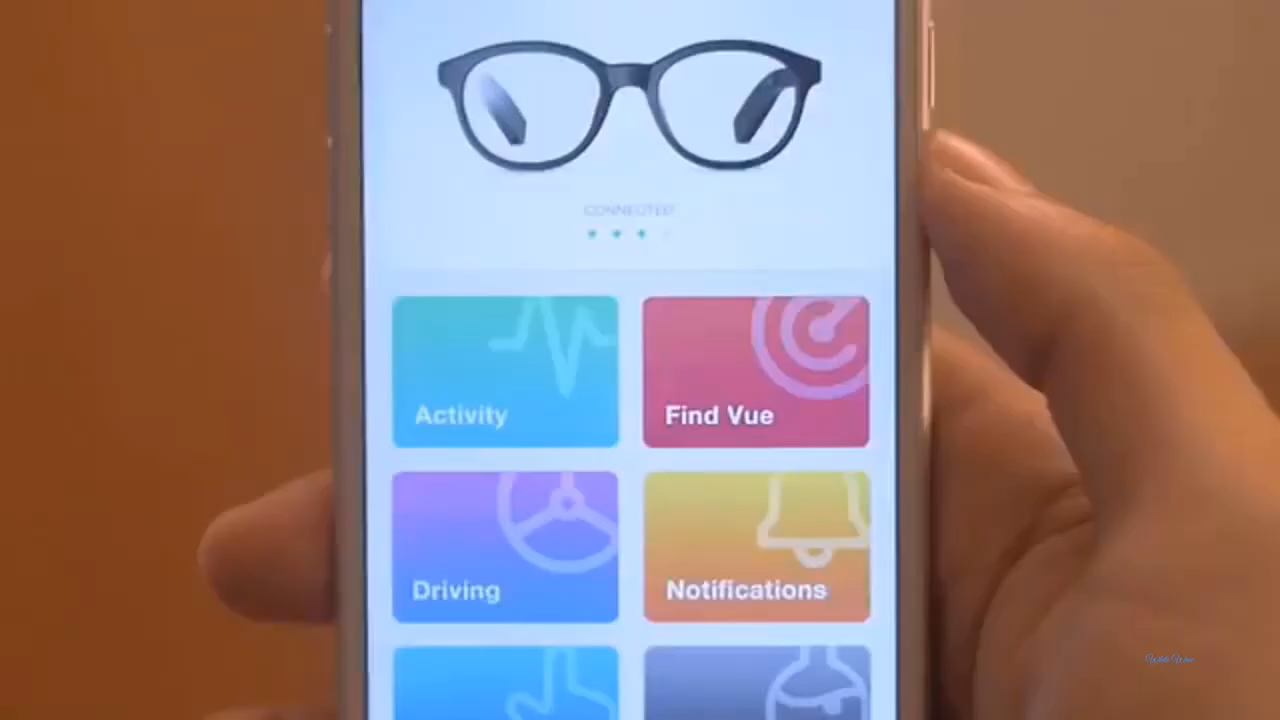 CONNECTED
Activity
Find Vue
Driving
Notifications